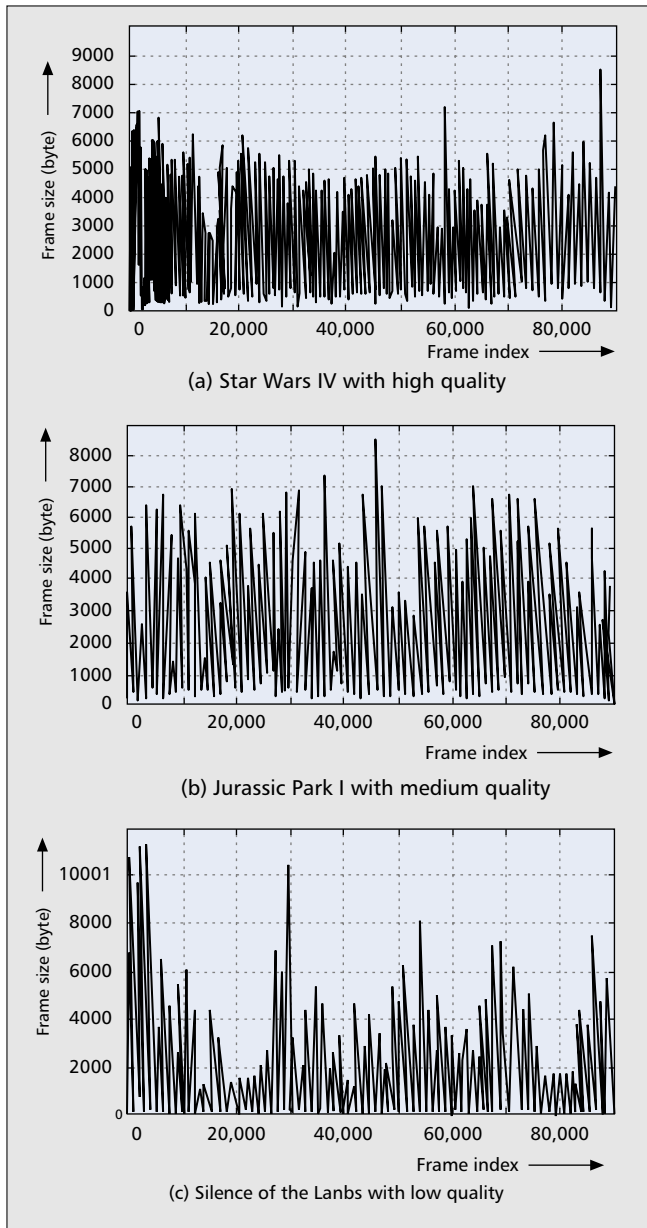 9000
8000
7000
6000
5000
4000
3000
2000
1000
0
Frame size (byte)
0 20,000 40,000 60,000 80,000
Frame index
(a) Star Wars IV with high quality
8000
7000
6000
5000
4000
3000
2000
1000
0
Frame size (byte)
0 20,000 40,000 60,000 80,000
Frame index
(b) Jurassic Park I with medium quality
10001
8000
6000
4000
2000
0
Frame size (byte)
0 20,000 40,000 60,000 80,000
Frame index
(c) Silence of the Lanbs with low quality